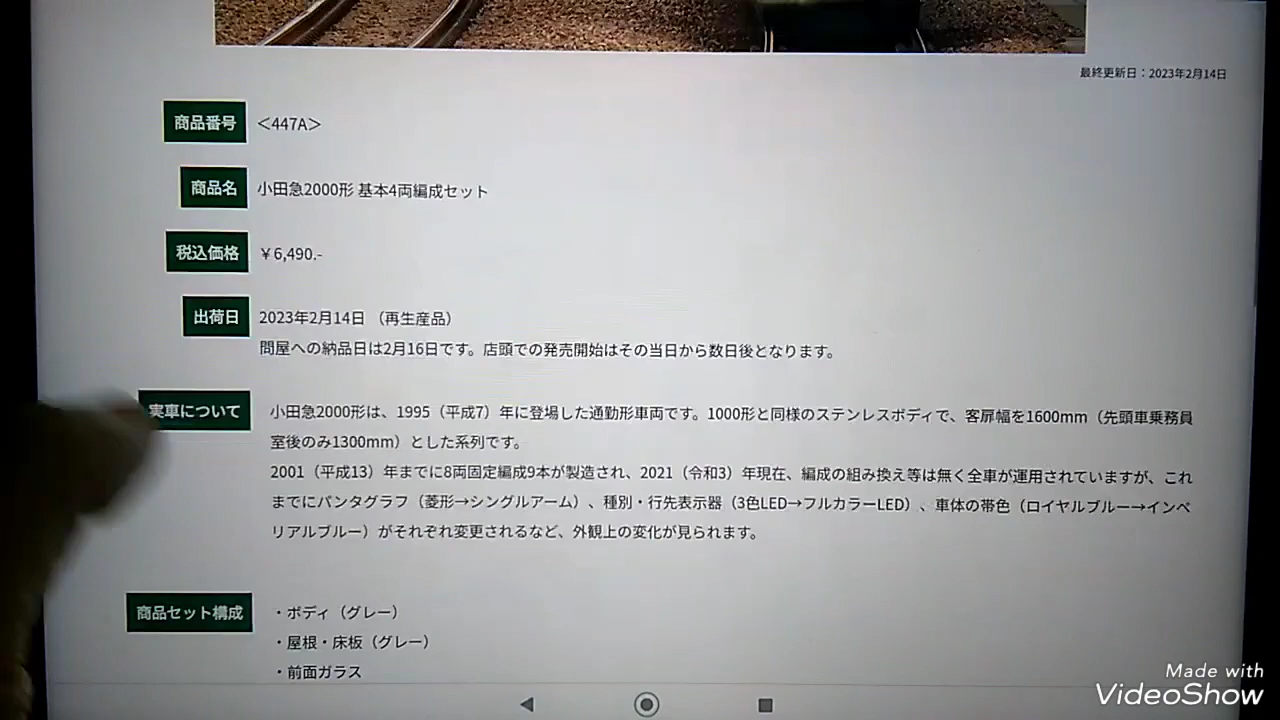 最終更新日：2023年2月14日
商品番号 ＜447A＞
商品名 小田急2000形 基本4両編成セット
税込価格 ￥6,490.-
出荷日 2023年2月14日 （再生産品）
問屋への納品日は2月16日です。店頭での発売開始はその当日から数日後となります。
実車について 小田急2000形は、1995（平成7）年に登場した通勤形車両です。1000形と同様のステンレスボディで、客扉幅を1600mm（先頭車乗務員
室後のみ1300mm）とした系列です。
2001（平成13）年までに8両固定編成9本が製造され、2021（令和3）年現在、編成の組み換え等は無く全車が運用されていますが、これ
までにパンタグラフ（菱形→シングルアーム）、種別・行先表示器（3色LED→フルカラーLED）、車体の帯色（ロイヤルブルー→インペ
リアルブルー）がそれぞれ変更されるなど、外観上の変化が見られます。
商品セット構成 ・ボディ（グレー）
・屋根・床板（グレー）
・前面ガラス
Made with
VideoShow